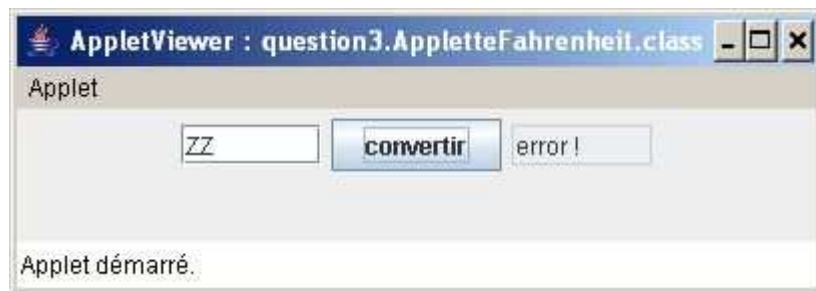 AppletViewer : question3.AppletteFahrenheit.class
Applet
ZZ convertir error !
Applet démarré.